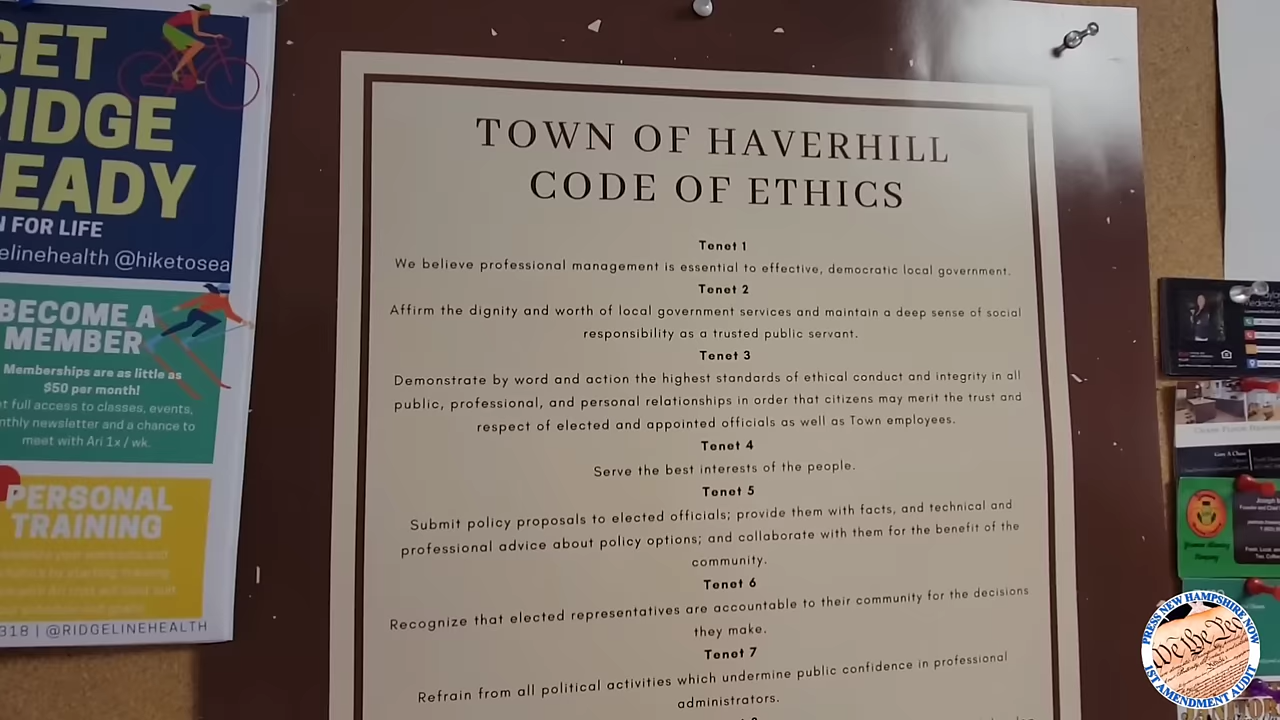 GET
RIDGE
READY
N FOR LIFE
elinehealth @hiketosea
BECOME A
MEMBER
Memberships are as little as
$50 per month!
t full access to classes, events,
nthly newsletter and a chance to
meet with Ari 1x / wk.
PERSONAL
TRAINING
318 | @RIDGELINEHEALTH
TOWN OF HAVERHILL
CODE OF ETHICS
Tenet 1
We believe professional management is essential to effective, democratic local government.
Tenet 2
Affirm the dignity and worth of local government services and maintain a deep sense of social
responsibility as a trusted public servant.
Tenet 3
Demonstrate by word and action the highest standards of ethical conduct and integrity in all
public, professional, and personal relationships in order that citizens may merit the trust and
respect of elected and appointed officials as well as Town employees.
Tenet 4
Serve the best interests of the people.
Tenet 5
Submit policy proposals to elected officials; provide them with facts, and technical and
professional advice about policy options; and collaborate with them for the benefit of the
community.
Tenet 6
Recognize that elected representatives are accountable to their community for the decisions
they make.
Tenet 7
Refrain from all political activities which undermine public confidence in professional
administrators.
PRESS NEW HAMPSHIRE NOW
We the Peo
1ST AMENDMENT AUDIT